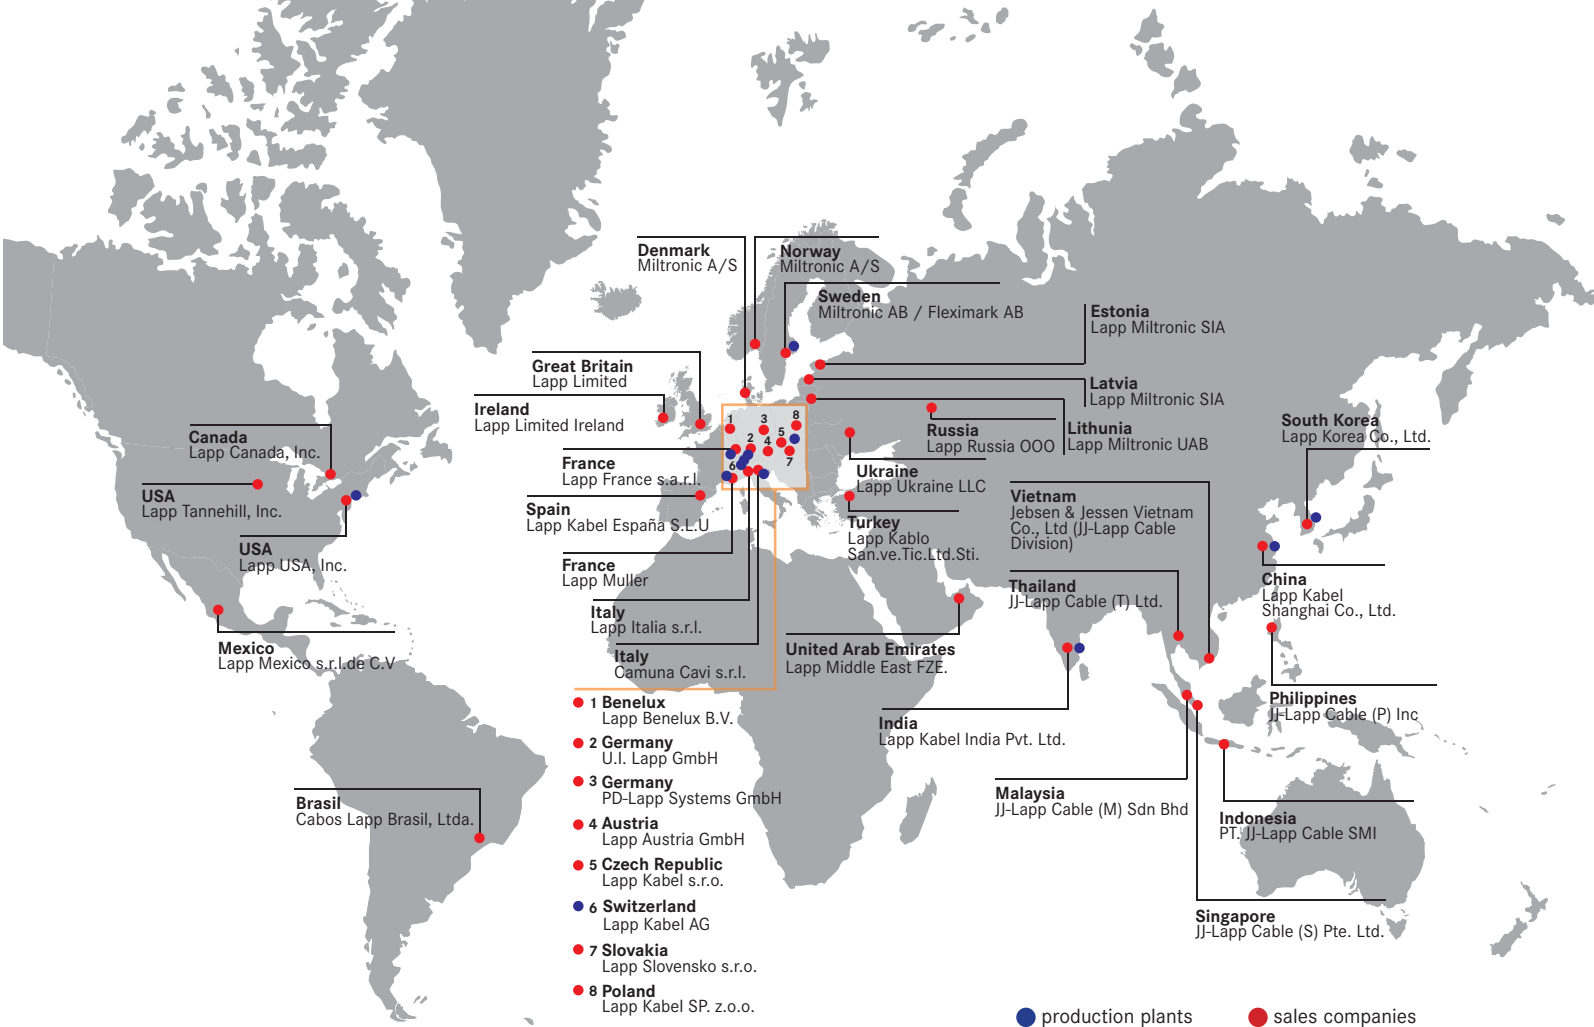 Denmark
Miltronic A/S
Norway
Miltronic A/S
Sweden
Miltronic AB / Fleximark AB
Estonia
Lapp Miltronic SIA
Great Britain
Lapp Limited
Latvia
Lapp Miltronic SIA
Ireland
Lapp Limited Ireland
Lithunia
Lapp Miltronic UAB
Russia
Lapp Russia OOO
South Korea
Lapp Korea Co., Ltd.
Canada
Lapp Canada, Inc.
1
2
3
4
5
6
7
8
France
Lapp France s.a.r.l.
Ukraine
Lapp Ukraine LLC
USA
Lapp Tannehill, Inc.
Spain
Lapp Kabel España S.L.U
Vietnam
Jebsen & Jessen Vietnam
Co., Ltd (JJ-Lapp Cable
Division)
Turkey
Lapp Kablo
San.ve.Tic.Ltd.Sti.
USA
Lapp USA, Inc.
France
Lapp Muller
Thailand
JJ-Lapp Cable (T) Ltd.
China
Lapp Kabel
Shanghai Co., Ltd.
Italy
Lapp Italia s.r.l.
Mexico
Lapp Mexico s.r.l.de C.V
Italy
Camuna Cavi s.r.l.
United Arab Emirates
Lapp Middle East FZE.
Philippines
JJ-Lapp Cable (P) Inc
India
Lapp Kabel India Pvt. Ltd.
Malaysia
JJ-Lapp Cable (M) Sdn Bhd
Indonesia
PT. JJ-Lapp Cable SMI
Brasil
Cabos Lapp Brasil, Ltda.
Singapore
JJ-Lapp Cable (S) Pte. Ltd.
1 Benelux
Lapp Benelux B.V.
2 Germany
U.I. Lapp GmbH
3 Germany
PD-Lapp Systems GmbH
4 Austria
Lapp Austria GmbH
5 Czech Republic
Lapp Kabel s.r.o.
6 Switzerland
Lapp Kabel AG
7 Slovakia
Lapp Slovensko s.r.o.
8 Poland
Lapp Kabel SP. z.o.o.
production plants
sales companies